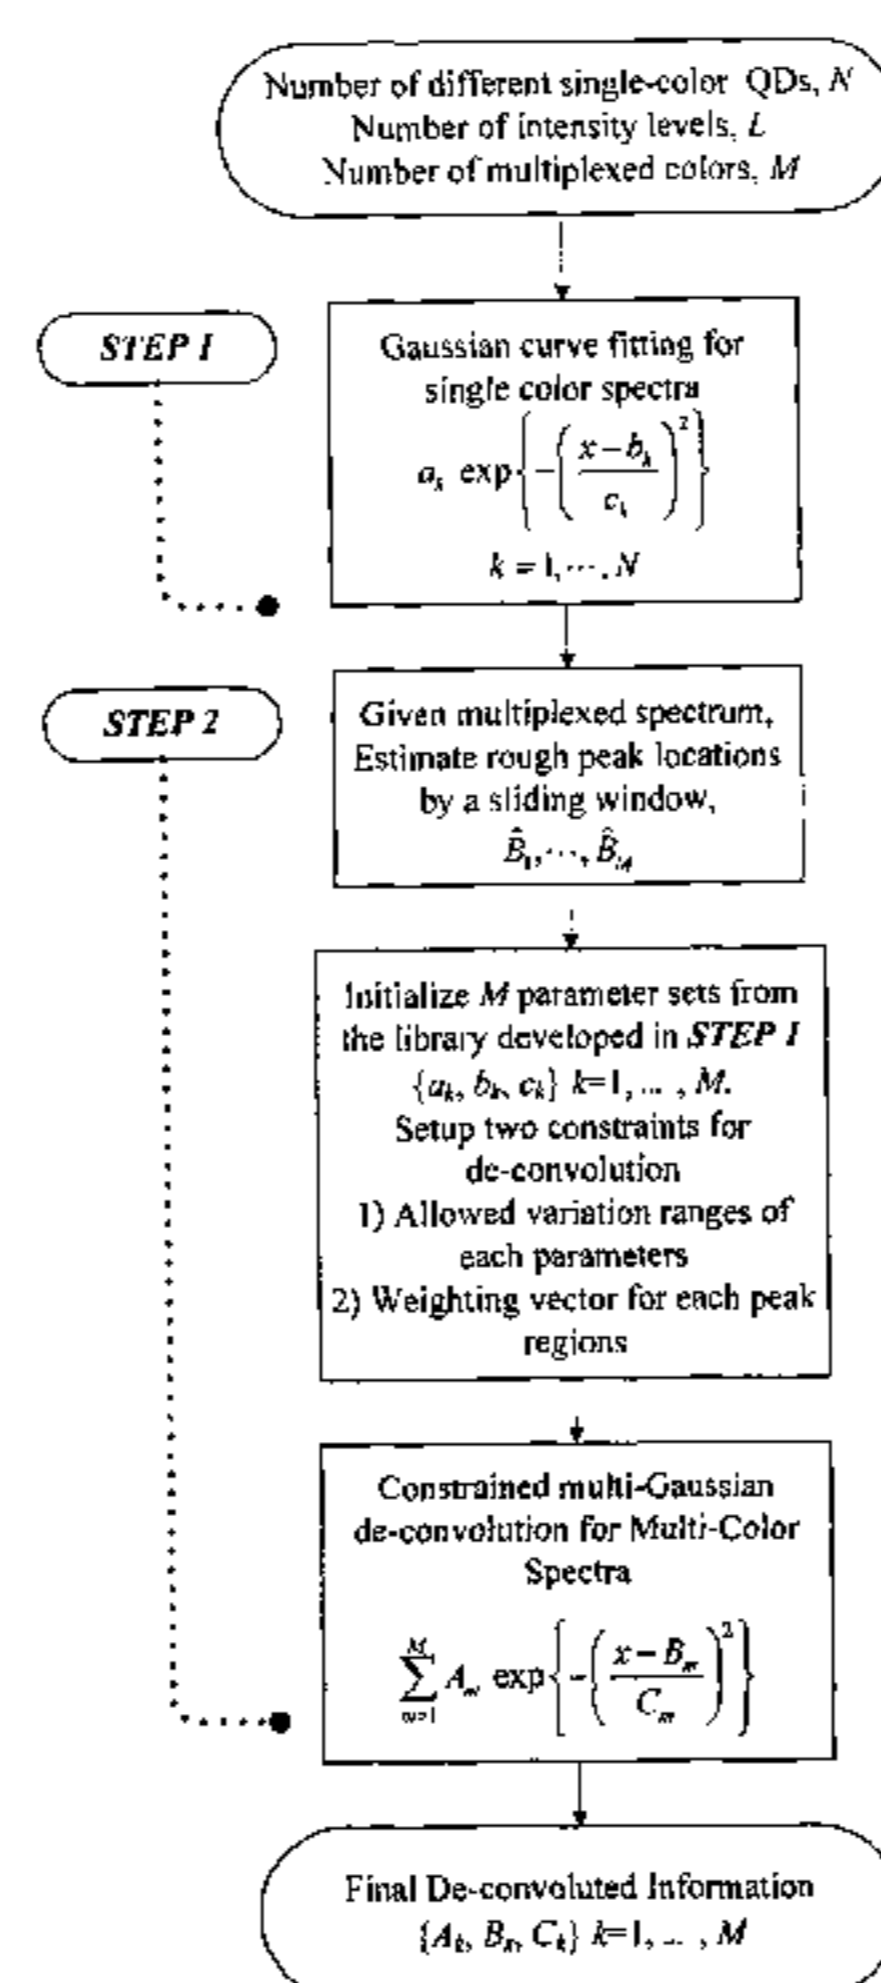 Number of different single-color QDs, N
Number of intensity levels, L
Number of multiplexed colors, M
STEP 1
Gaussian curve fitting for
single color spectra
a_k exp{-((x-b_k)/c_k)^2}
k = 1, ..., N
STEP 2
Given multiplexed spectrum,
Estimate rough peak locations
by a sliding window,
B̂_1, ..., B̂_M
Initialize M parameter sets from
the library developed in STEP 1
{a_k, b_k, c_k} k=1, ... , M.
Setup two constraints for
de-convolution
1) Allowed variation ranges of
each parameters
2) Weighting vector for each peak
regions
Constrained multi-Gaussian
de-convolution for Multi-Color
Spectra
∑_{m=1}^{M} A_m exp{-((x-B_m)/C_m)^2}
Final De-convoluted Information
{A_k, B_k, C_k} k=1, ... , M